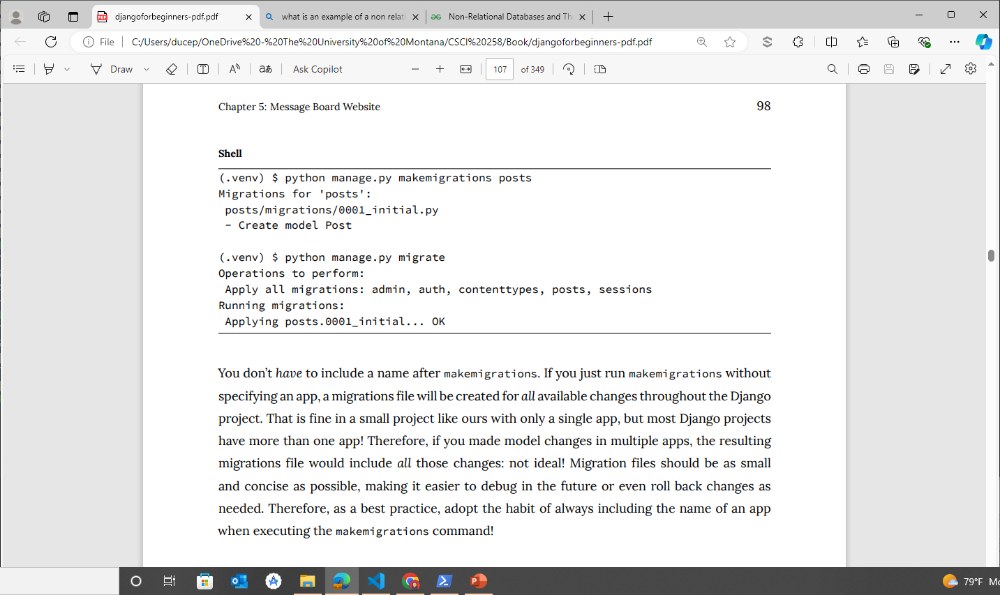 djangoforbeginners-pdf.pdf
what is an example of a non relati
Non-Relational Databases and Th
File
C:/Users/ducep/OneDrive%20-%20The%20University%20of%20Montana/CSCI%20258/Book/djangoforbeginners-pdf.pdf
Draw
Ask Copilot
107
of 349
Chapter 5: Message Board Website
98
Shell
(.venv) $ python manage.py makemigrations posts
Migrations for 'posts':
posts/migrations/0001_initial.py
- Create model Post
(.venv) $ python manage.py migrate
Operations to perform:
Apply all migrations: admin, auth, contenttypes, posts, sessions
Running migrations:
Applying posts.0001_initial... OK
You don’t have to include a name after makemigrations. If you just run makemigrations without
specifying an app, a migrations file will be created for all available changes throughout the Django
project. That is fine in a small project like ours with only a single app, but most Django projects
have more than one app! Therefore, if you made model changes in multiple apps, the resulting
migrations file would include all those changes: not ideal! Migration files should be as small
and concise as possible, making it easier to debug in the future or even roll back changes as
needed. Therefore, as a best practice, adopt the habit of always including the name of an app
when executing the makemigrations command!
79°F Mo